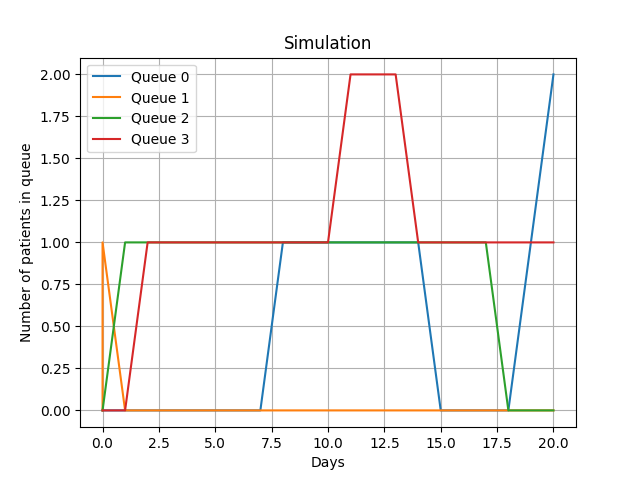 Simulation
Queue 0
Queue 1
Queue 2
Queue 3
Number of patients in queue
2.00
1.75
1.50
1.25
1.00
0.75
0.50
0.25
0.00
0.0 2.5 5.0 7.5 10.0 12.5 15.0 17.5 20.0
Days